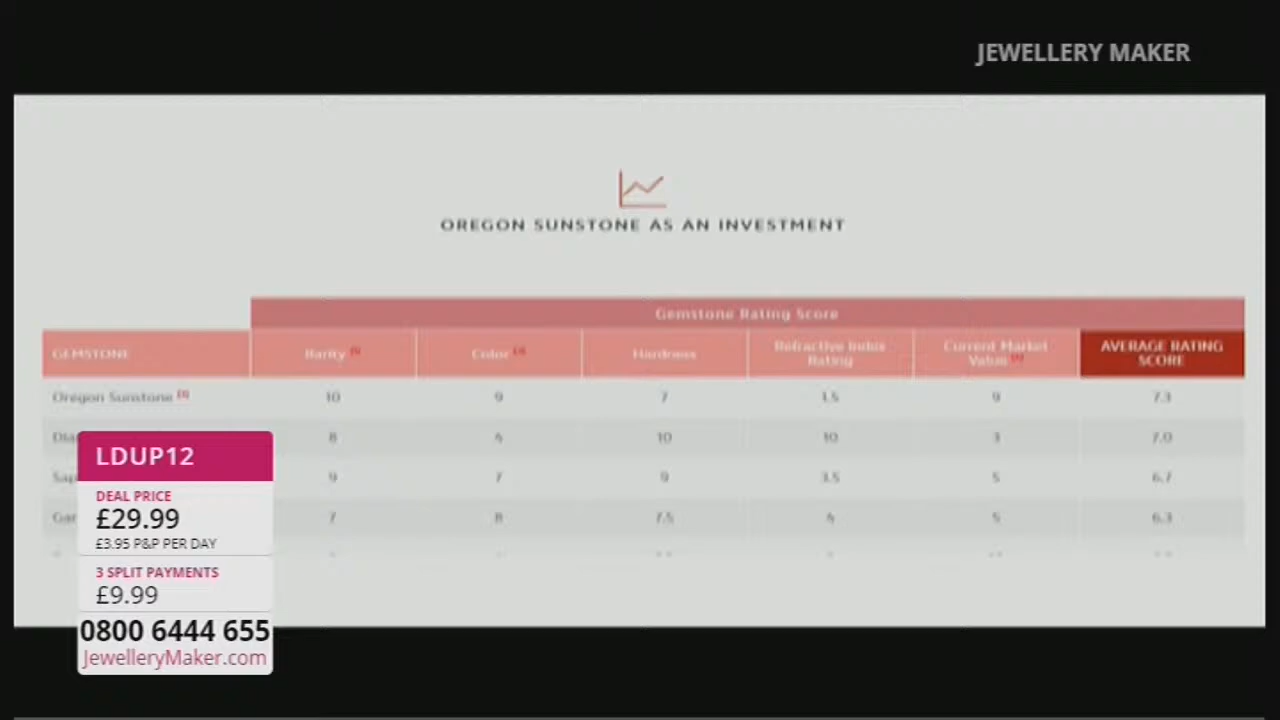 JEWELLERY MAKER
OREGON SUNSTONE AS AN INVESTMENT
Gemstone Rating Score
GEMSTONE Rarity Color Hardness Refractive Index Rating Current Market Value AVERAGE RATING SCORE
Oregon Sunstone 10 9 7 1.5 9 7.3
8 6 10 10 3 7.0
9 7 9 3.5 5 6.7
7 8 7.5 5 6.3
LDUP12
DEAL PRICE
£29.99
£3.95 P&P PER DAY
3 SPLIT PAYMENTS
£9.99
0800 6444 655
JewelleryMaker.com